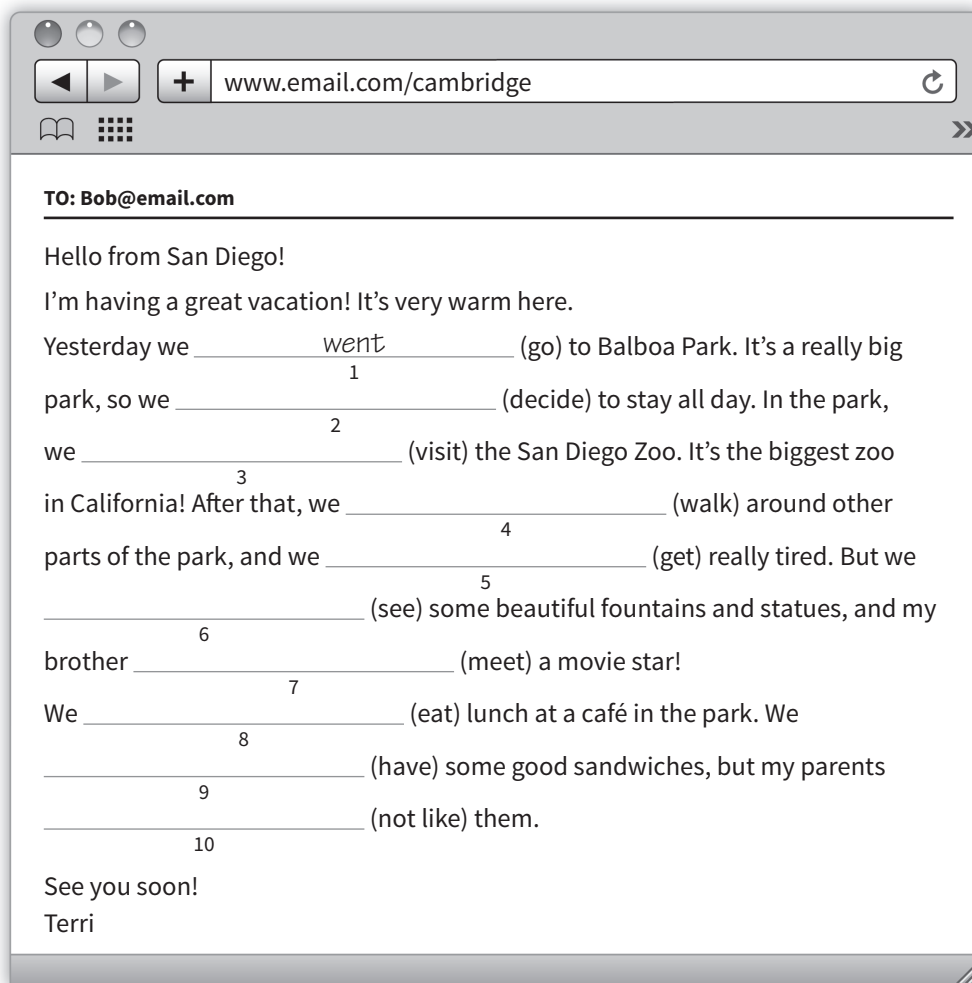 www.email.com/cambridge
TO: Bob@email.com
Hello from San Diego!
I'm having a great vacation! It's very warm here.
Yesterday we went (go) to Balboa Park. It's a really big
1
park, so we (decide) to stay all day. In the park,
2
we (visit) the San Diego Zoo. It's the biggest zoo
3
in California! After that, we (walk) around other
4
parts of the park, and we (get) really tired. But we
5
(see) some beautiful fountains and statues, and my
6
brother (meet) a movie star!
7
We (eat) lunch at a café in the park. We
8
(have) some good sandwiches, but my parents
9
(not like) them.
10
See you soon!
Terri